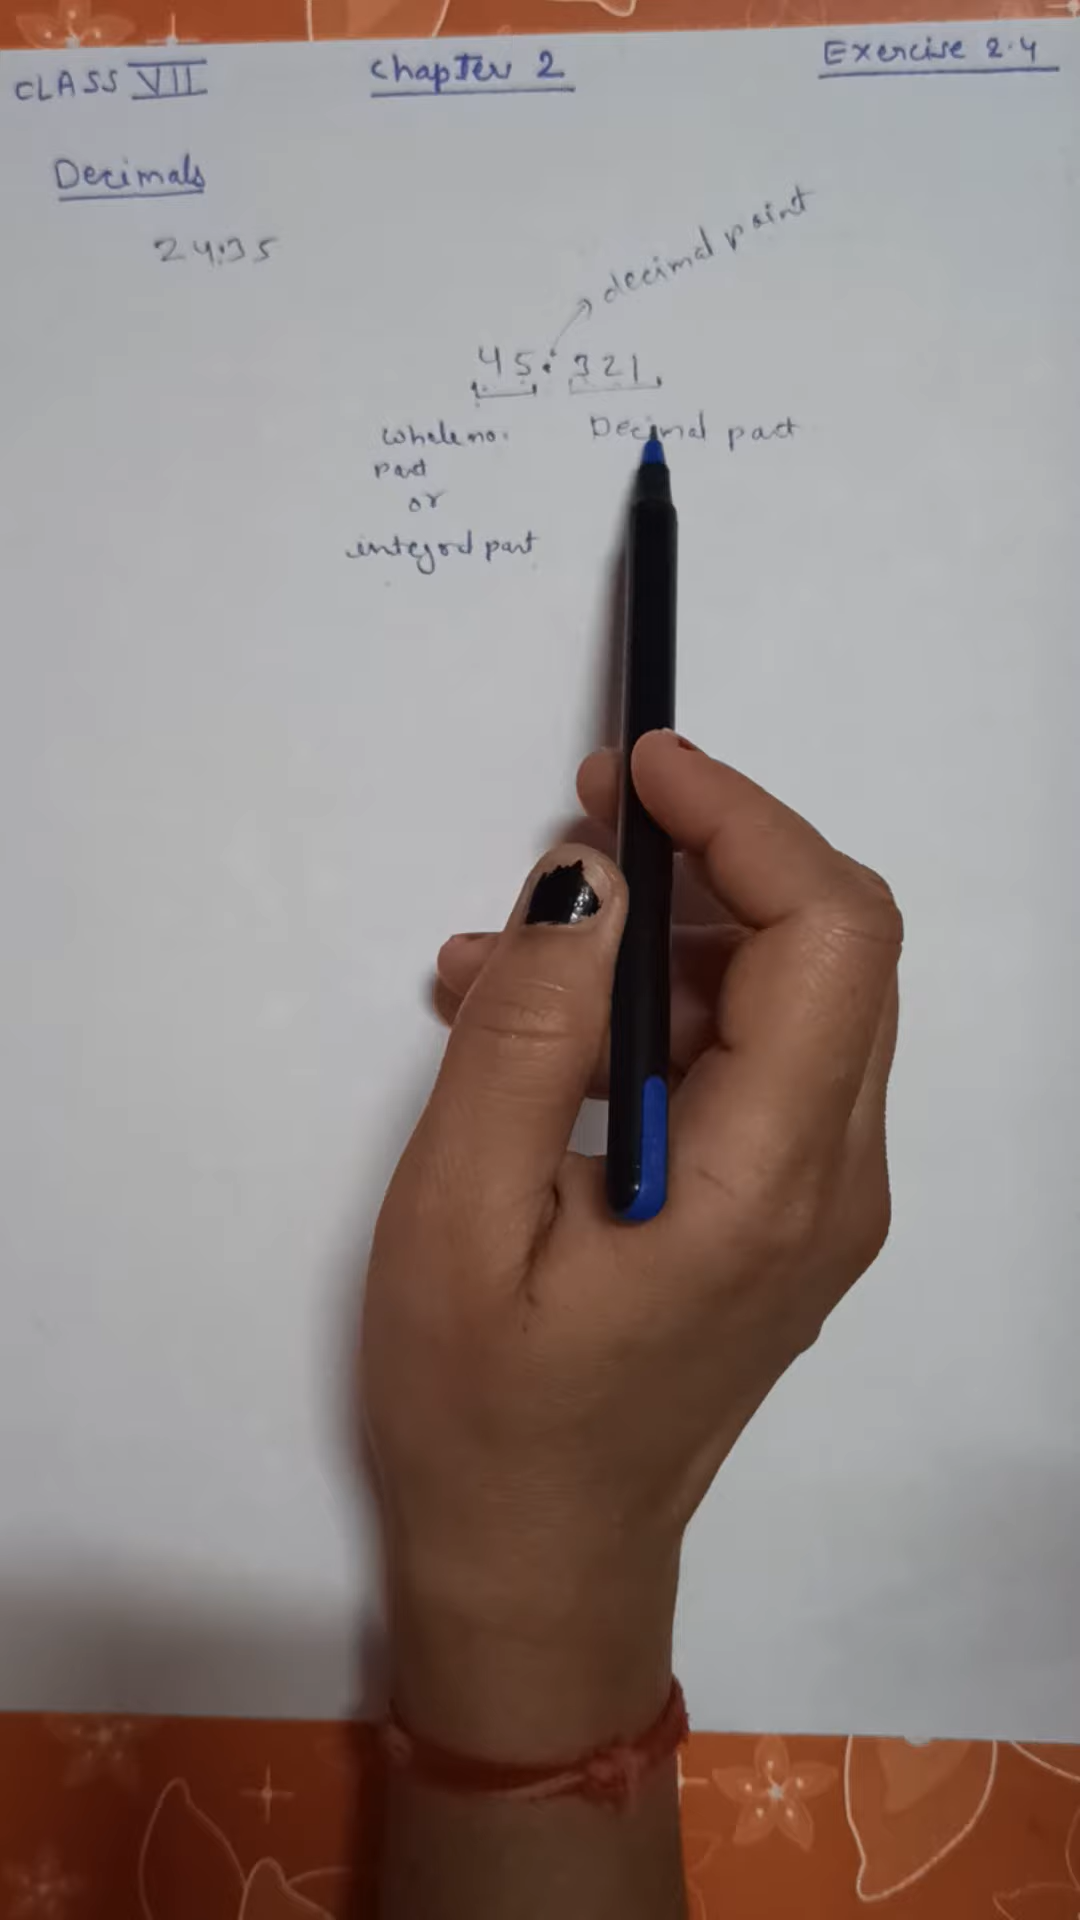 CLASS VII Chapter 2 Exercise 2.4
Decimals
24.35
decimal point
45.321
Whole no. Decimal part
part
or
integral part